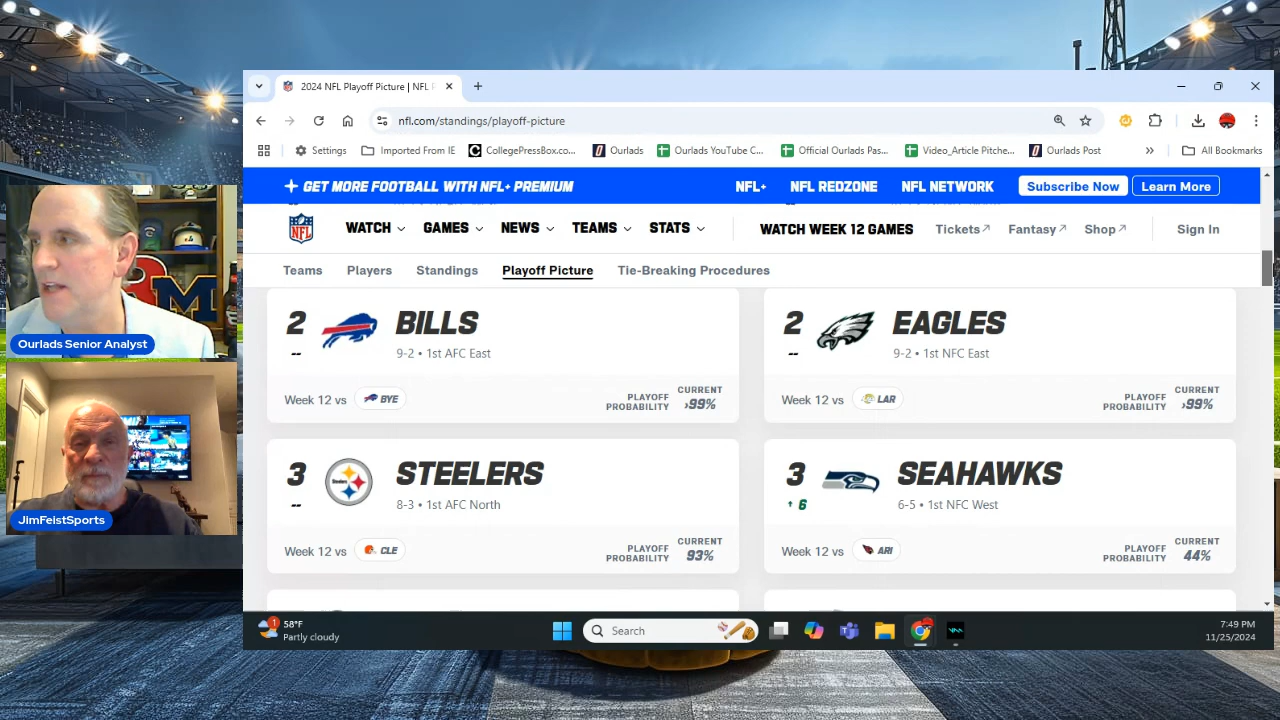 2024 NFL Playoff Picture | NFL
nfl.com/standings/playoff-picture
Settings Imported From IE CollegePressBox.co... Ourlads Ourlads YouTube C... Official Ourlads Pas... Video_Article Pitche... Ourlads Post All Bookmarks
GET MORE FOOTBALL WITH NFL+ PREMIUM NFL+ NFL REDZONE NFL NETWORK Subscribe Now Learn More
NFL WATCH GAMES NEWS TEAMS STATS WATCH WEEK 12 GAMES Tickets Fantasy Shop Sign In
Teams Players Standings Playoff Picture Tie-Breaking Procedures
2 BILLS
--
9-2 • 1st AFC East
Week 12 vs BYE
PLAYOFF PROBABILITY
CURRENT
>99%
2 EAGLES
--
9-2 • 1st NFC East
Week 12 vs LAR
PLAYOFF PROBABILITY
CURRENT
>99%
3 STEELERS
--
Steelers
8-3 • 1st AFC North
Week 12 vs CLE
PLAYOFF PROBABILITY
CURRENT
93%
3 SEAHAWKS
↑ 6
6-5 • 1st NFC West
Week 12 vs ARI
PLAYOFF PROBABILITY
CURRENT
44%
M
Ourlads Senior Analyst
JimFeistSports
1
58°F
Partly cloudy
Search
7:49 PM
11/25/2024